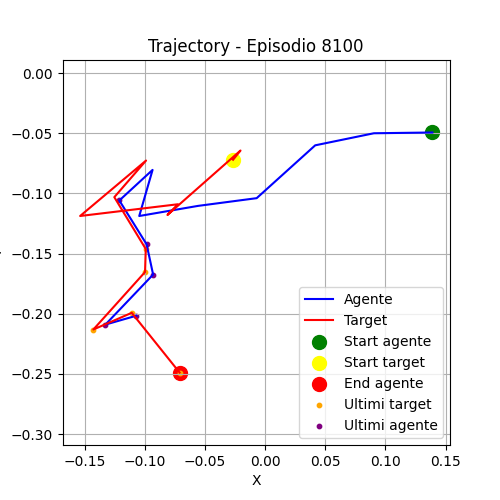 Trajectory - Episodio 8100
0.00
−0.05
−0.10
−0.15
−0.20
−0.25
−0.30
−0.15
−0.10
−0.05
0.00
0.05
0.10
0.15
X
Agente
Target
Start agente
Start target
End agente
Ultimi target
Ultimi agente